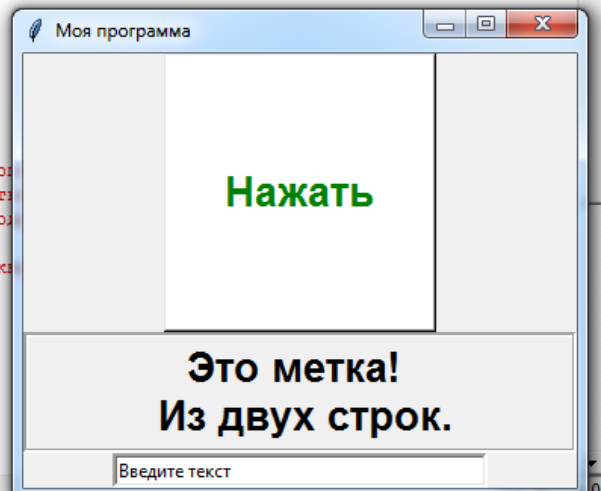 Моя программа
Нажать
Это метка!
Из двух строк.
Введите текст